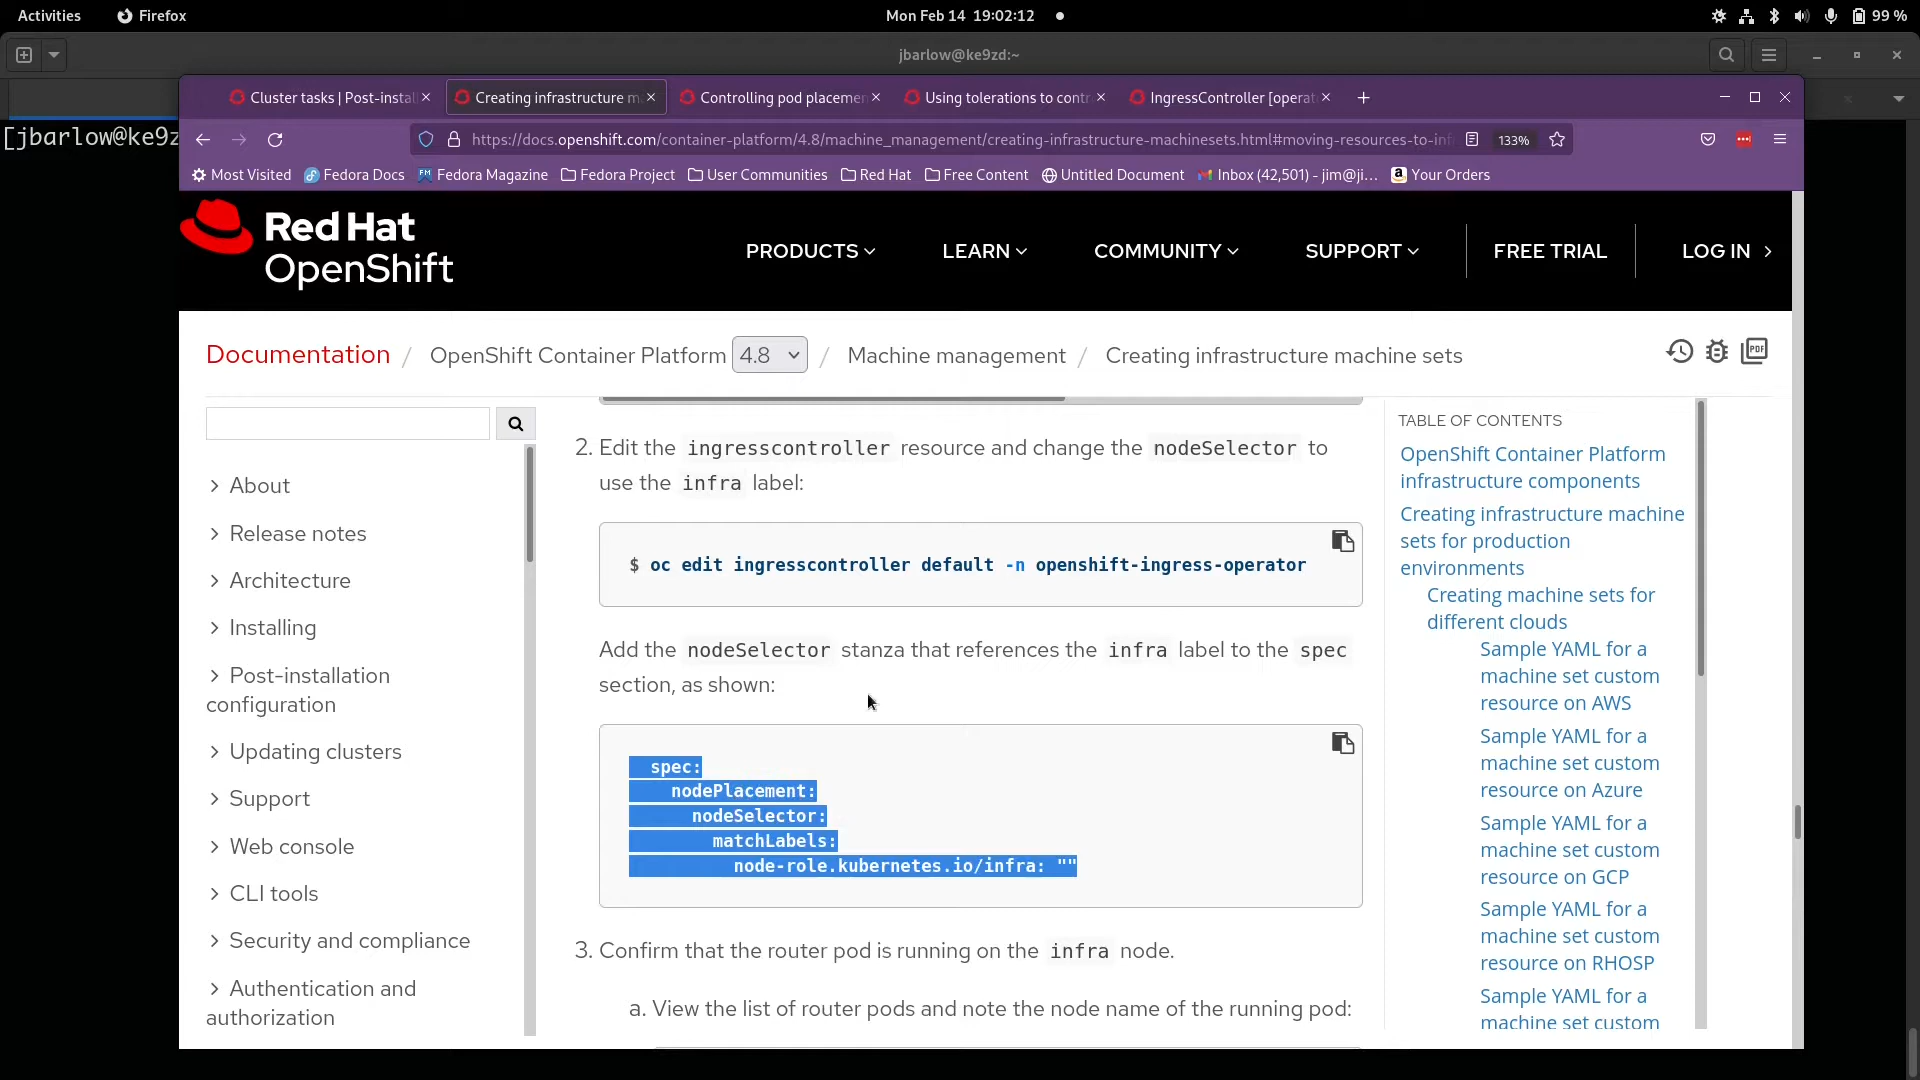 Activities Firefox Mon Feb 14 19:02:12 99 %
jbarlow@ke9zd:~
Cluster tasks | Post-instal Creating infrastructure m Controlling pod placemen Using tolerations to contr IngressController [operat
[jbarlow@ke9z
https://docs.openshift.com/container-platform/4.8/machine_management/creating-infrastructure-machinesets.html#moving-resources-to-inf 133%
Most Visited Fedora Docs Fedora Magazine Fedora Project User Communities Red Hat Free Content Untitled Document Inbox (42,501) - jim@ji... Your Orders
Red Hat
OpenShift
PRODUCTS LEARN COMMUNITY SUPPORT FREE TRIAL LOG IN
Documentation / OpenShift Container Platform 4.8 / Machine management / Creating infrastructure machine sets
PDF
About
Release notes
Architecture
Installing
Post-installation
configuration
Updating clusters
Support
Web console
CLI tools
Security and compliance
Authentication and
authorization
2. Edit the ingresscontroller resource and change the nodeSelector to
use the infra label:
$ oc edit ingresscontroller default -n openshift-ingress-operator
Add the nodeSelector stanza that references the infra label to the spec
section, as shown:
spec:
nodePlacement:
nodeSelector:
matchLabels:
node-role.kubernetes.io/infra: ""
3. Confirm that the router pod is running on the infra node.
a. View the list of router pods and note the node name of the running pod:
TABLE OF CONTENTS
OpenShift Container Platform
infrastructure components
Creating infrastructure machine
sets for production
environments
Creating machine sets for
different clouds
Sample YAML for a
machine set custom
resource on AWS
Sample YAML for a
machine set custom
resource on Azure
Sample YAML for a
machine set custom
resource on GCP
Sample YAML for a
machine set custom
resource on RHOSP
Sample YAML for a
machine set custom